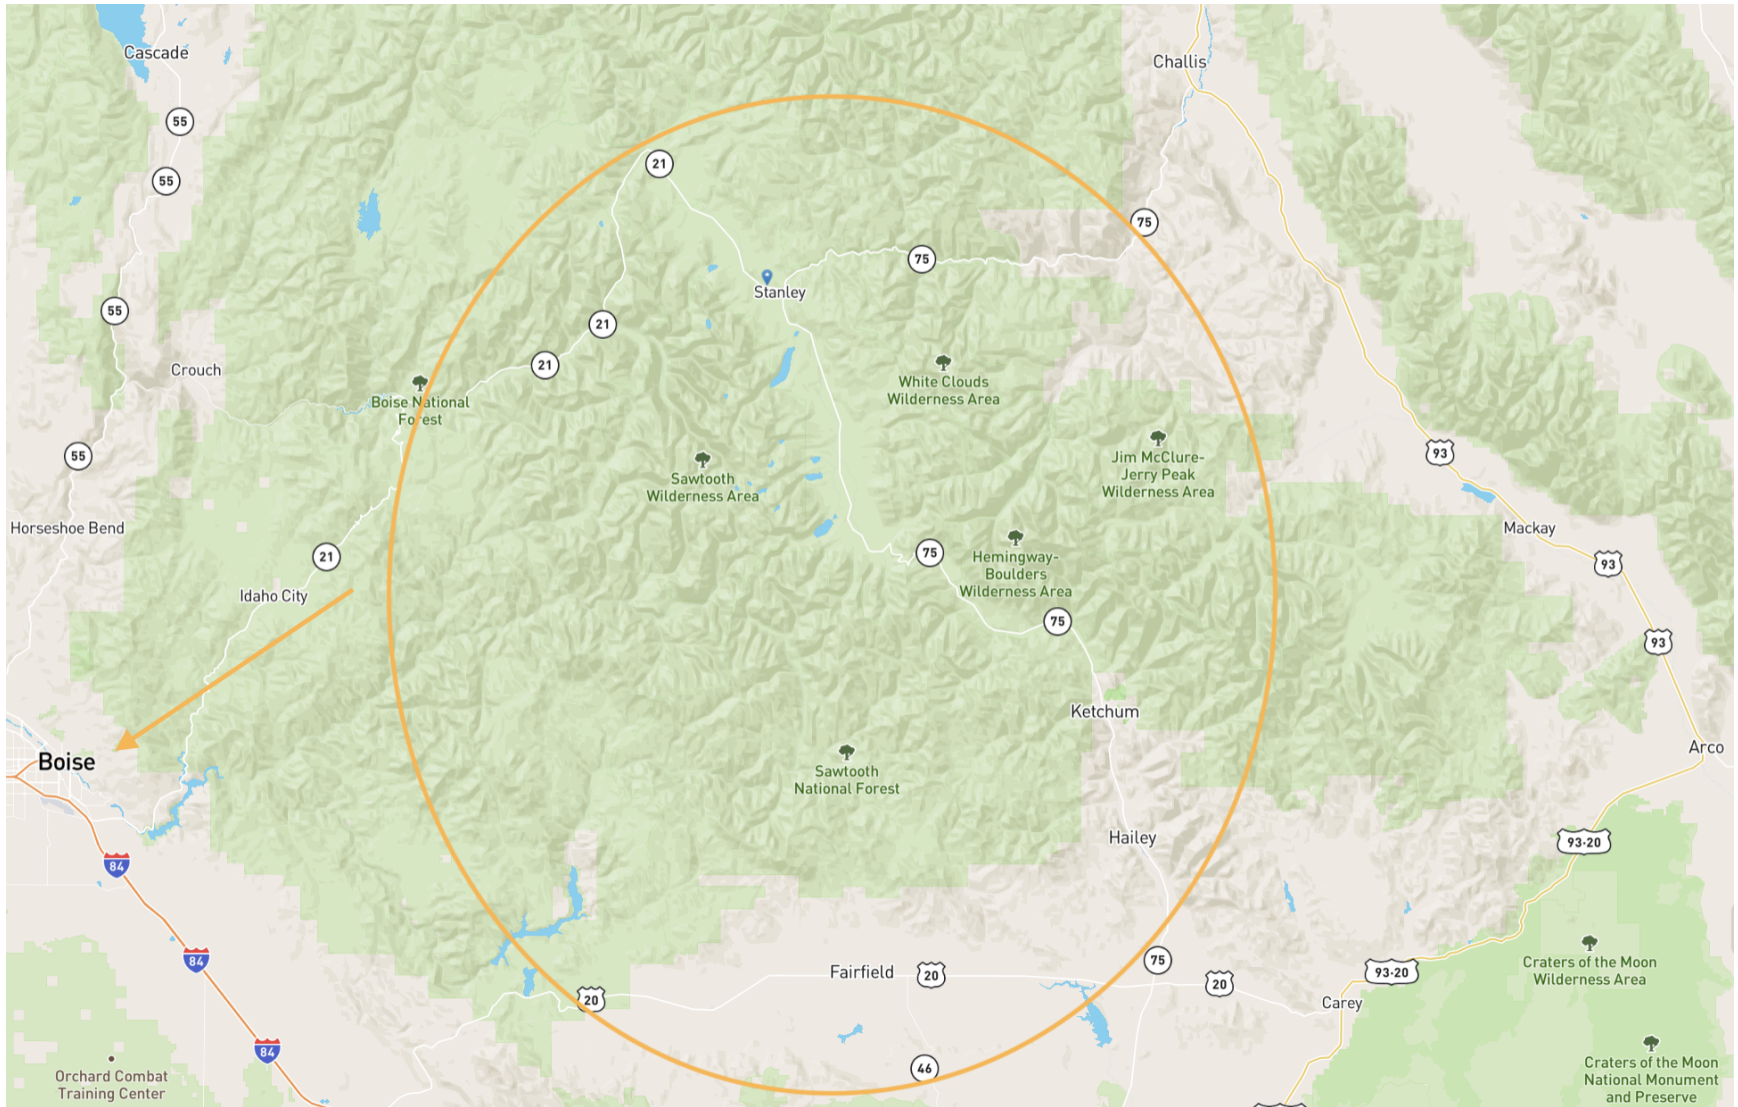 Cascade
Challis
55
21
55
75
75
Stanley
55
21
21
Crouch
White Clouds
Wilderness Area
Boise National
Forest
55
93
Jim McClure-
Jerry Peak
Wilderness Area
Sawtooth
Wilderness Area
Horseshoe Bend
Mackay
21
75
Hemingway-
Boulders
Wilderness Area
93
Idaho City
75
93
Ketchum
Arco
Boise
Sawtooth
National Forest
Hailey
93-20
84
84
75
Fairfield
20
93-20
Craters of the Moon
Wilderness Area
20
20
Carey
84
46
Orchard Combat
Training Center
Craters of the Moon
National Monument
and Preserve